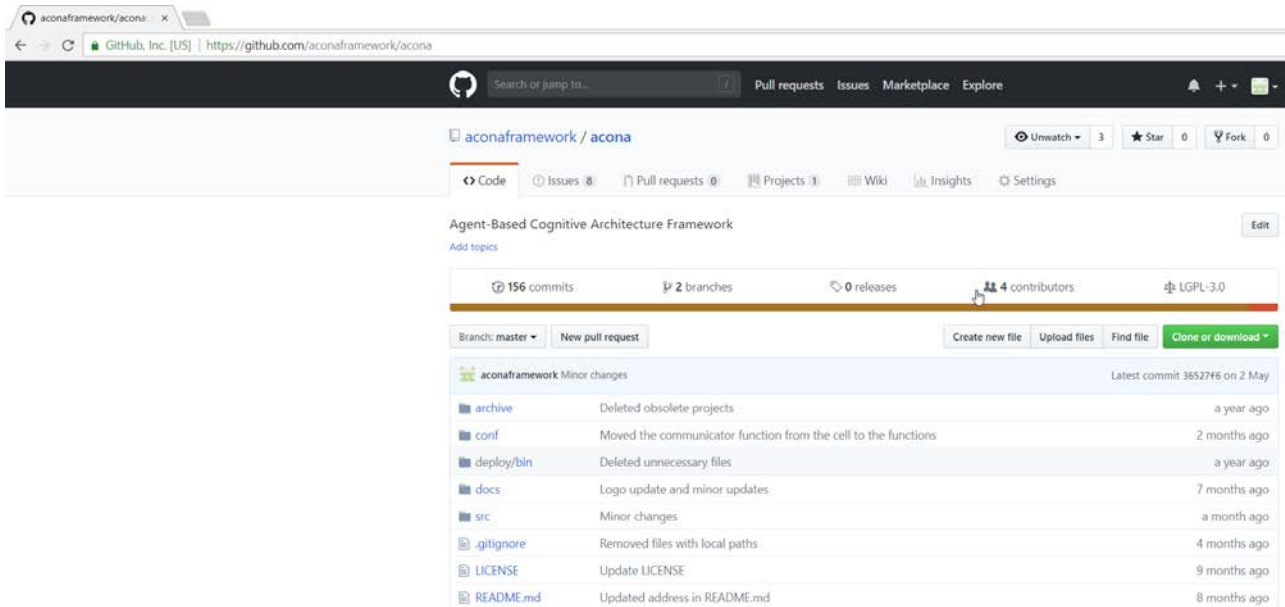 aconaframework/acona: ×
GitHub, Inc. [US] | https://github.com/aconaframework/acona
Search or jump to... / Pull requests Issues Marketplace Explore
aconaframework / acona Unwatch 3 Star 0 Fork 0
Code Issues 8 Pull requests 0 Projects 1 Wiki Insights Settings
Agent-Based Cognitive Architecture Framework Edit
Add topics
156 commits 2 branches 0 releases 4 contributors LGPL-3.0
Branch: master New pull request Create new file Upload files Find file Clone or download
aconaframework Minor changes Latest commit 36527f6 on 2 May
archive Deleted obsolete projects a year ago
conf Moved the communicator function from the cell to the functions 2 months ago
deploy/bin Deleted unnecessary files a year ago
docs Logo update and minor updates 7 months ago
src Minor changes a month ago
.gitignore Removed files with local paths 4 months ago
LICENSE Update LICENSE 9 months ago
README.md Updated address in README.md 8 months ago